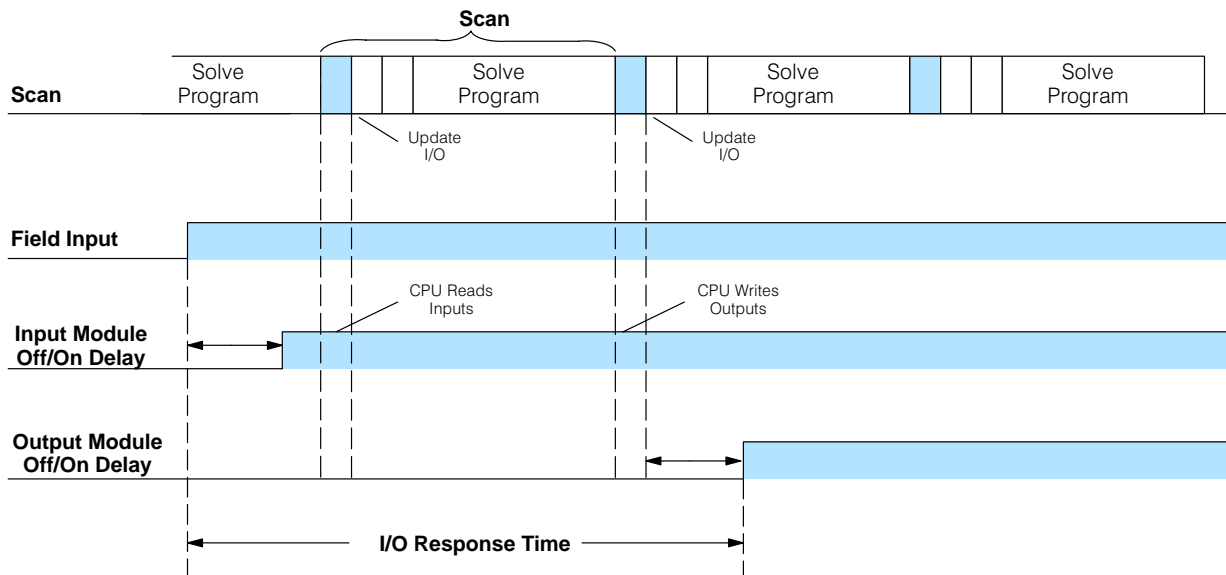 Scan
Scan
Solve
Program
Solve
Program
Solve
Program
Solve
Program
Update
I/O
Update
I/O
Field Input
CPU Reads
Inputs
CPU Writes
Outputs
Input Module
Off/On Delay
Output Module
Off/On Delay
I/O Response Time